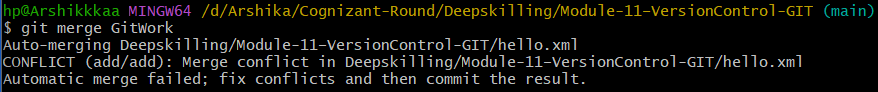 hp@Arshikkkaa MINGW64 /d/Arshika/Cognizant-Round/Deepskilling/Module-11-VersionControl-GIT (main)
$ git merge GitWork
Auto-merging Deepskilling/Module-11-VersionControl-GIT/hello.xml
CONFLICT (add/add): Merge conflict in Deepskilling/Module-11-VersionControl-GIT/hello.xml
Automatic merge failed; fix conflicts and then commit the result.